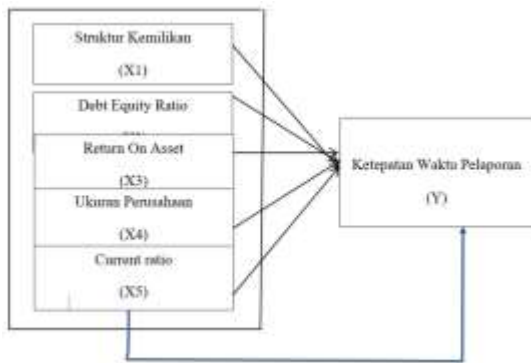 Struktur Kemilikan
(X1)
Debt Equity Ratio
Return On Asset
(X3)
Ukuran Perusahaan
(X4)
Current ratio
(X5)
Ketepatan Waktu Pelaporan
(Y)